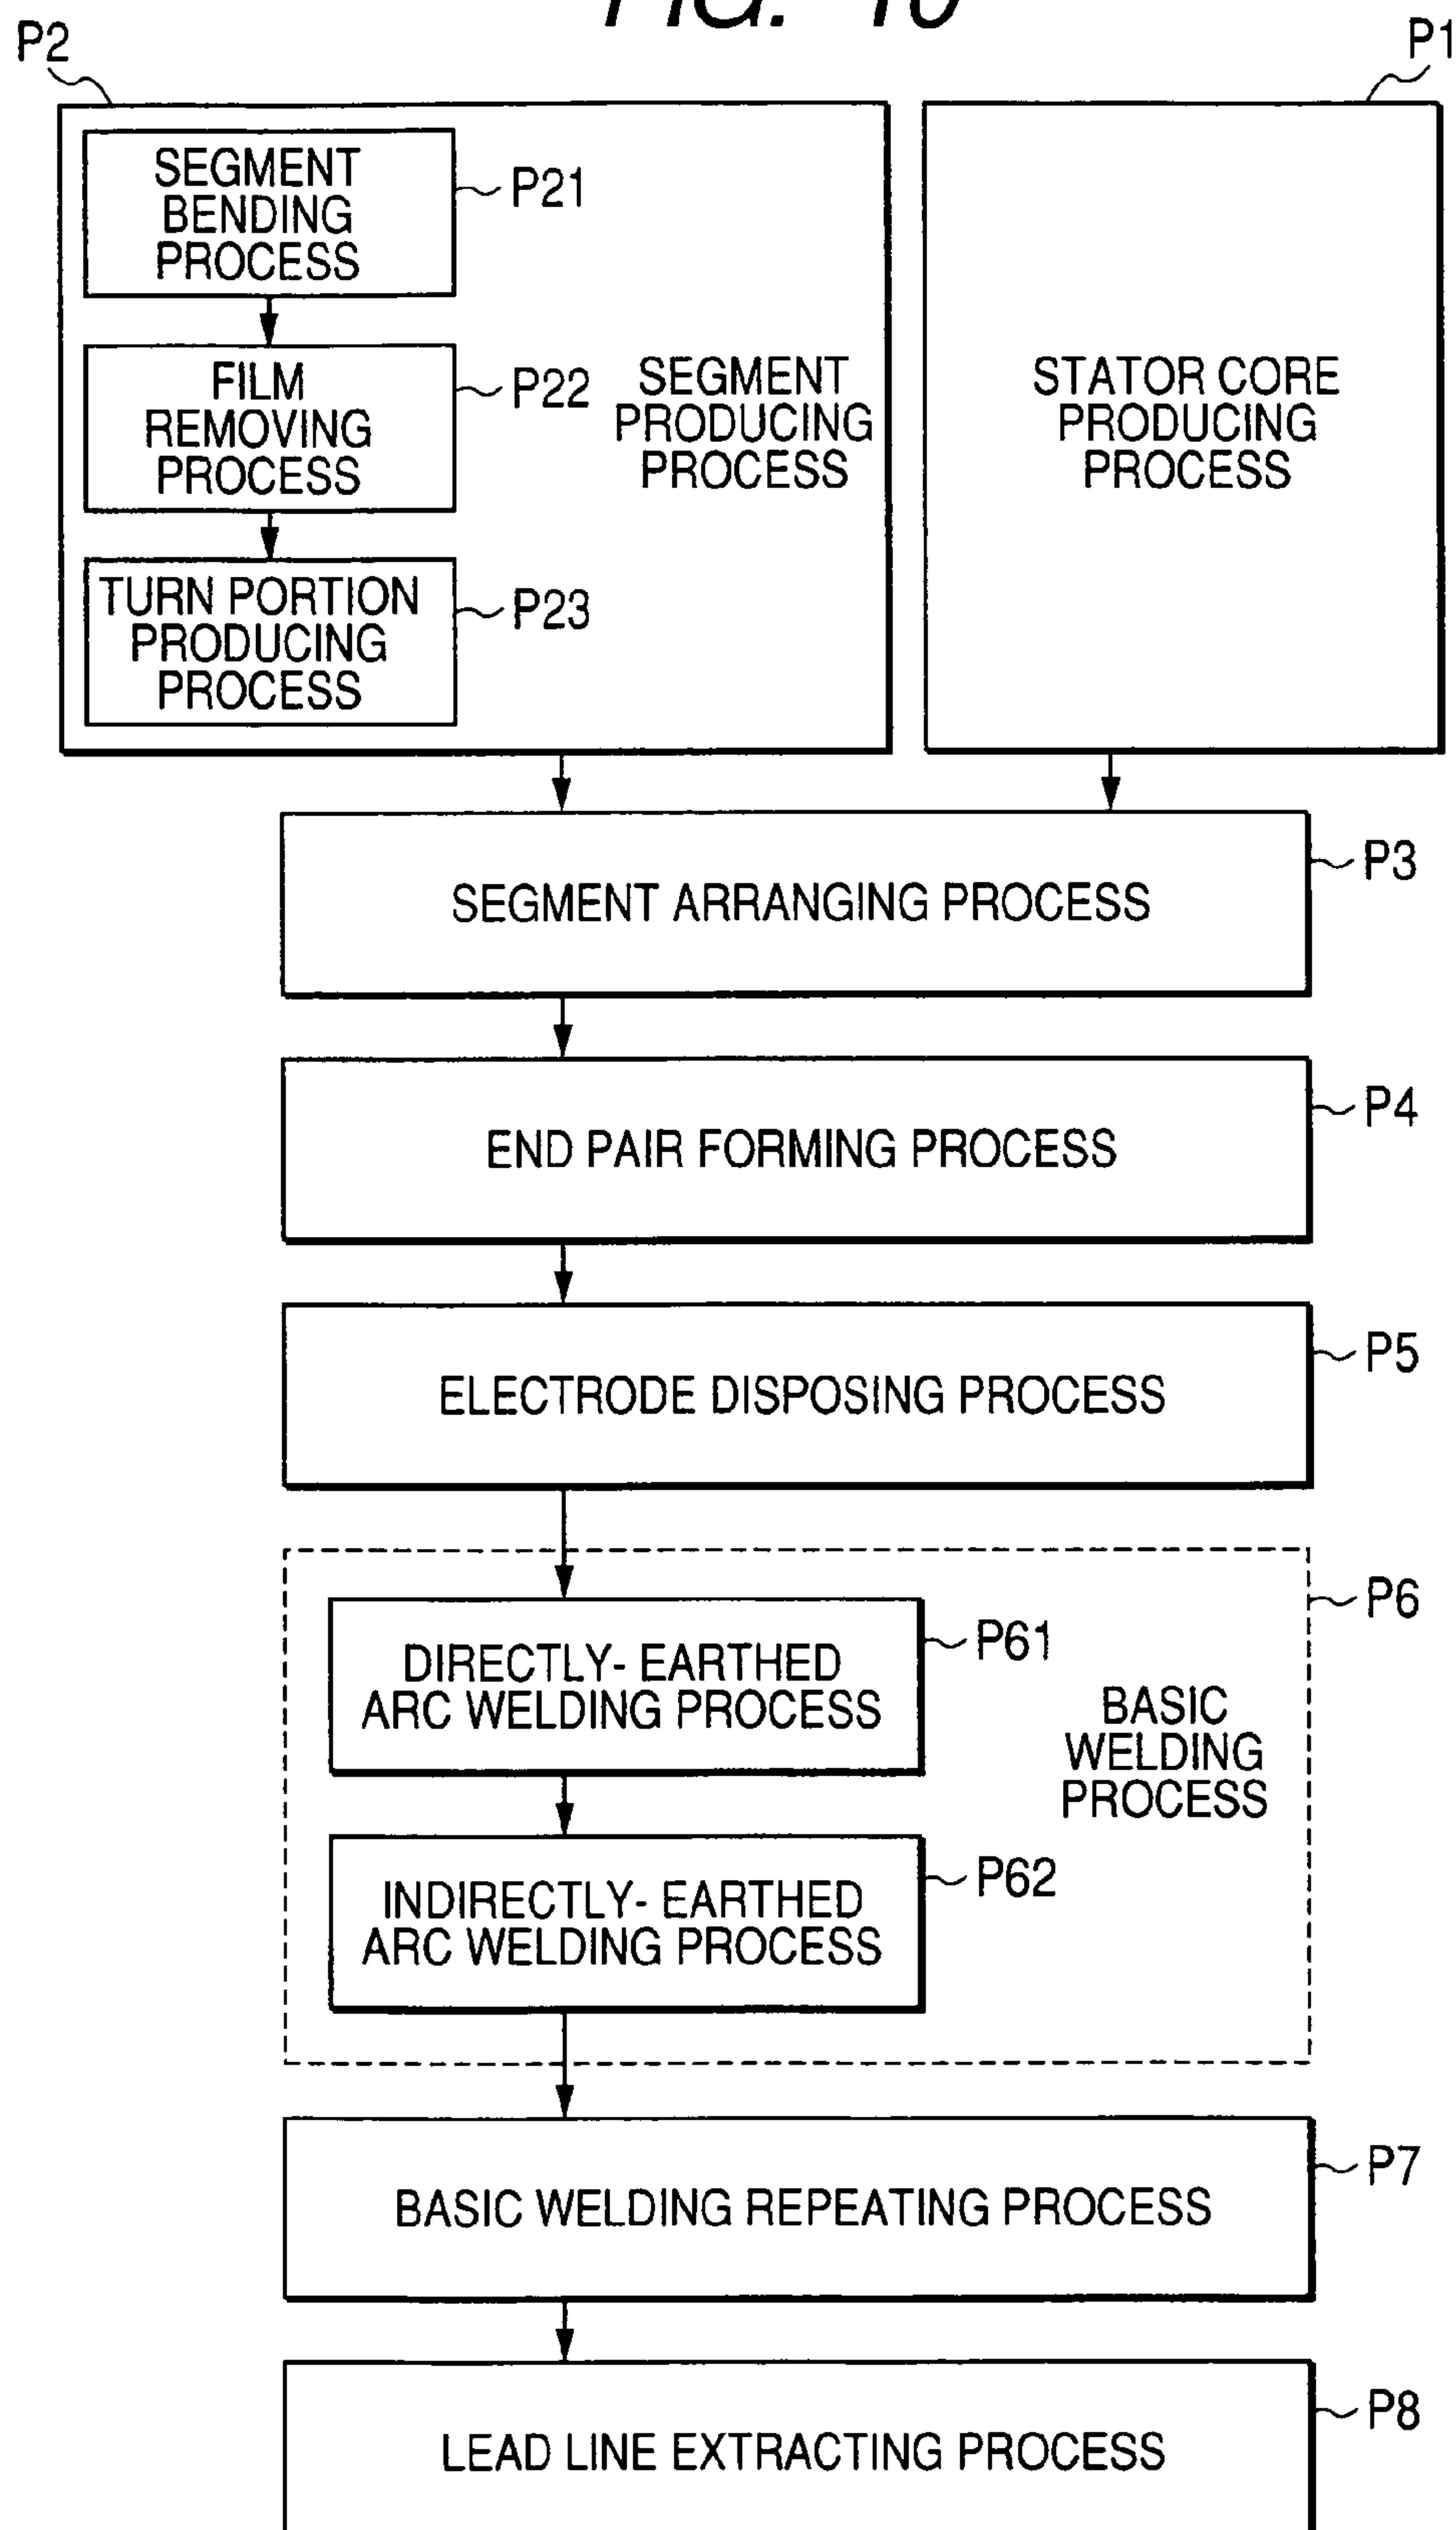 P2
P1
SEGMENT
BENDING
PROCESS
P21
FILM
REMOVING
PROCESS
P22
TURN PORTION
PRODUCING
PROCESS
P23
SEGMENT
PRODUCING
PROCESS
STATOR CORE
PRODUCING
PROCESS
SEGMENT ARRANGING PROCESS
P3
END PAIR FORMING PROCESS
P4
ELECTRODE DISPOSING PROCESS
P5
P6
DIRECTLY- EARTHED
ARC WELDING PROCESS
P61
BASIC
WELDING
PROCESS
INDIRECTLY- EARTHED
ARC WELDING PROCESS
P62
BASIC WELDING REPEATING PROCESS
P7
LEAD LINE EXTRACTING PROCESS
P8